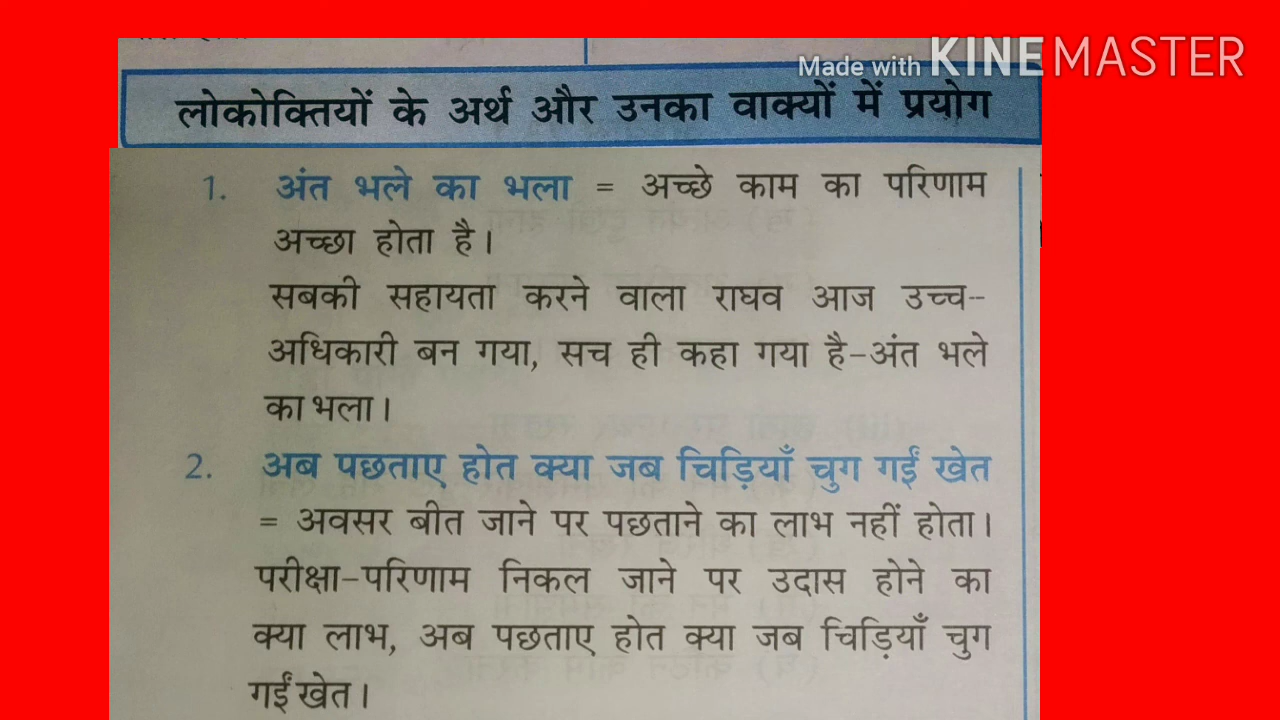 Made with KINEMASTER
लोकोक्तियों के अर्थ और उनका वाक्यों में प्रयोग
1. अंत भले का भला = अच्छे काम का परिणाम
अच्छा होता है।
सबकी सहायता करने वाला राघव आज उच्च-
अधिकारी बन गया, सच ही कहा गया है-अंत भले
का भला।
2. अब पछताए होत क्या जब चिड़ियाँ चुग गईं खेत
= अवसर बीत जाने पर पछताने का लाभ नहीं होता।
परीक्षा-परिणाम निकल जाने पर उदास होने का
क्या लाभ, अब पछताए होत क्या जब चिड़ियाँ चुग
गईं खेत।